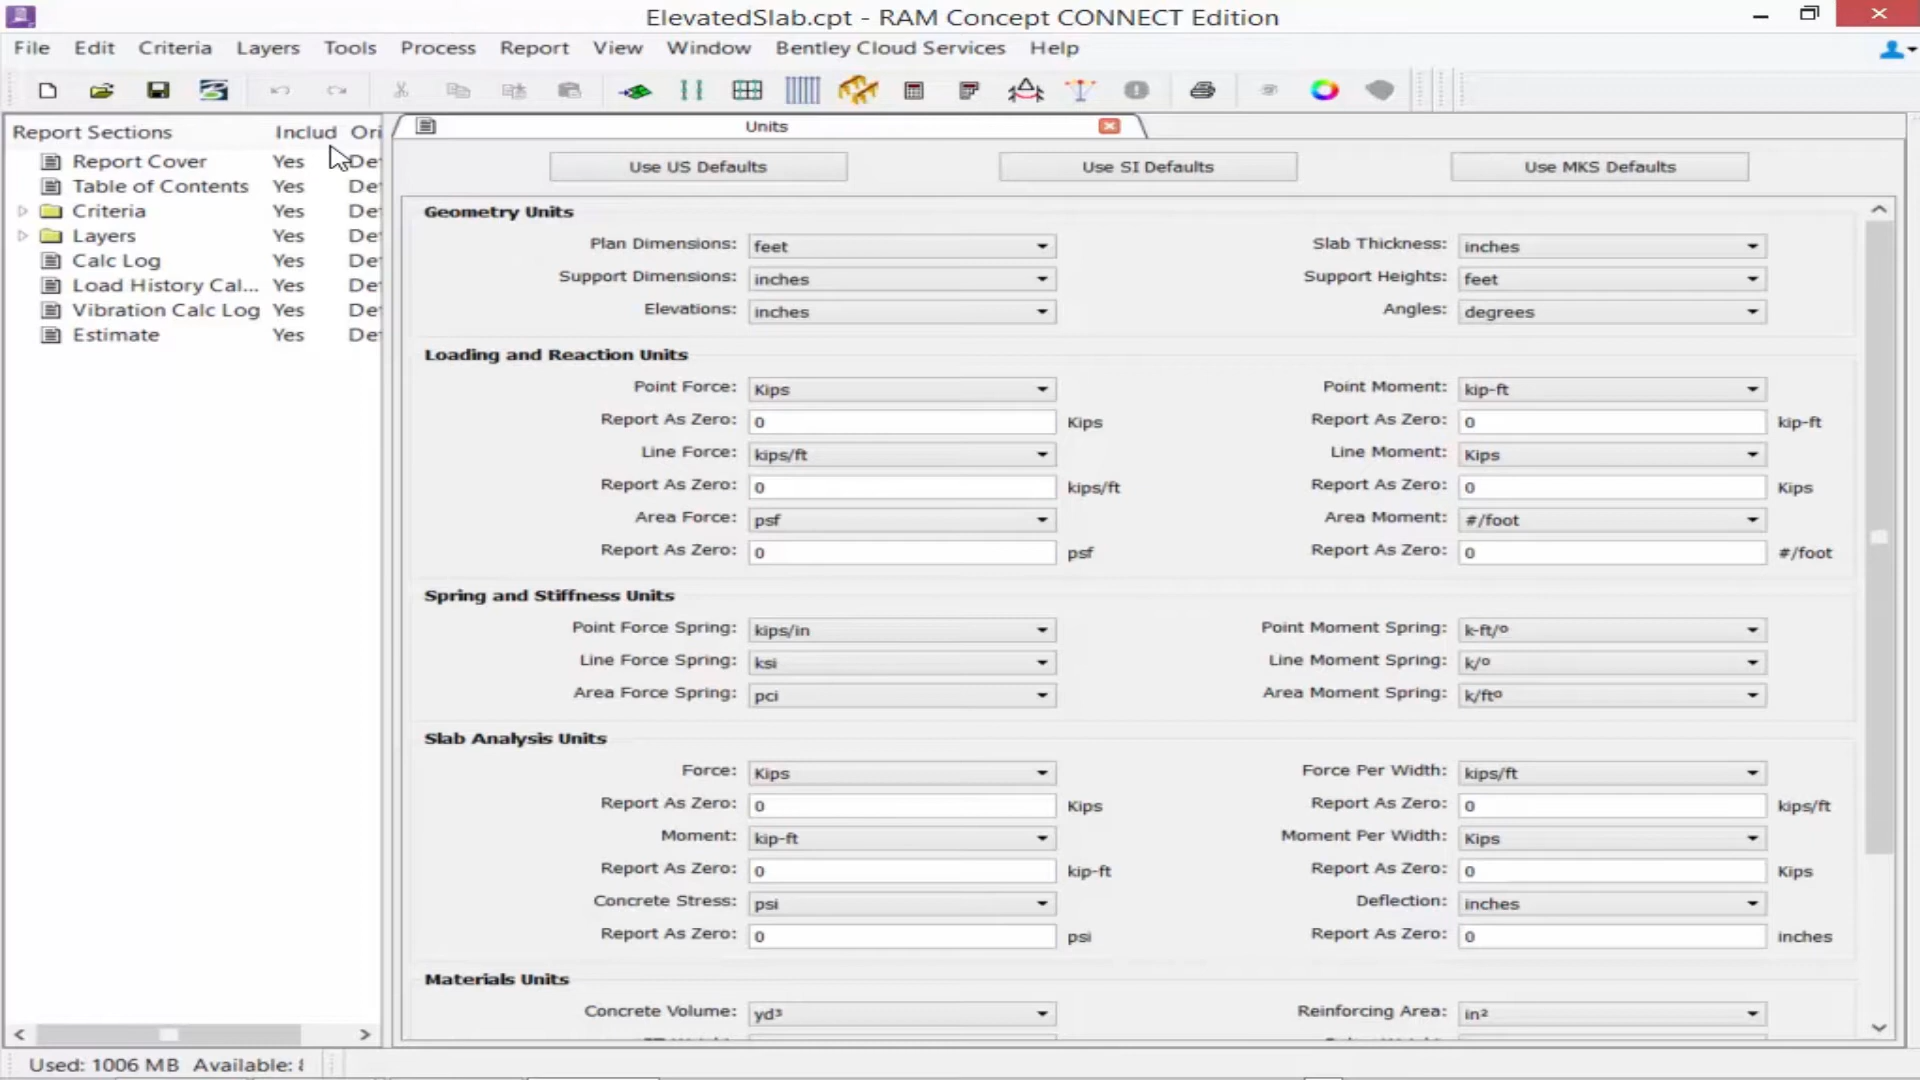 ElevatedSlab.cpt - RAM Concept CONNECT Edition
File Edit Criteria Layers Tools Process Report View Window Bentley Cloud Services Help
Report Sections Includ Ori
Report Cover Yes De
Table of Contents Yes De
Criteria Yes De
Layers Yes De
Calc Log Yes De
Load History Cal... Yes De
Vibration Calc Log Yes De
Estimate Yes De
Units
Use US Defaults Use SI Defaults Use MKS Defaults
Geometry Units
Plan Dimensions: feet Slab Thickness: inches
Support Dimensions: inches Support Heights: feet
Elevations: inches Angles: degrees
Loading and Reaction Units
Point Force: Kips Point Moment: kip-ft
Report As Zero: 0 Kips Report As Zero: 0 kip-ft
Line Force: kips/ft Line Moment: Kips
Report As Zero: 0 kips/ft Report As Zero: 0 Kips
Area Force: psf Area Moment: #/foot
Report As Zero: 0 psf Report As Zero: 0 #/foot
Spring and Stiffness Units
Point Force Spring: kips/in Point Moment Spring: k-ft/º
Line Force Spring: ksi Line Moment Spring: k/º
Area Force Spring: pci Area Moment Spring: k/ftº
Slab Analysis Units
Force: Kips Force Per Width: kips/ft
Report As Zero: 0 Kips Report As Zero: 0 kips/ft
Moment: kip-ft Moment Per Width: Kips
Report As Zero: 0 kip-ft Report As Zero: 0 Kips
Concrete Stress: psi Deflection: inches
Report As Zero: 0 psi Report As Zero: 0 inches
Materials Units
Concrete Volume: yd³ Reinforcing Area: in²
Used: 1006 MB Available: